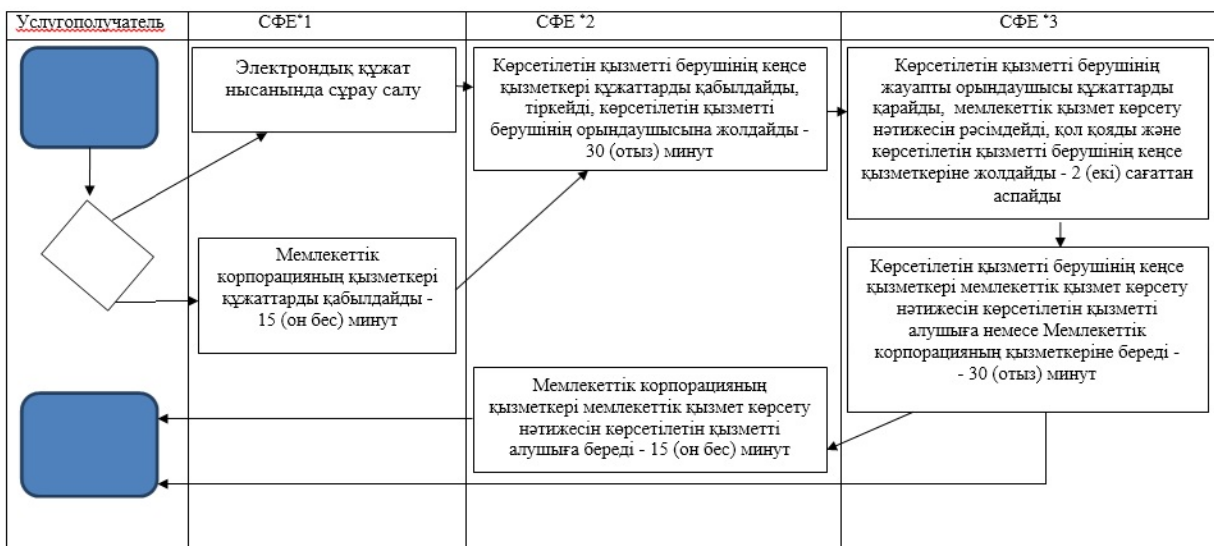 Услугополучатель
СФЕ*1
СФЕ *2
СФЕ *3
Электрондық құжат
нысанында сұрау салу
Көрсетілетін қызметті берушінің кеңсе
қызметкері құжаттарды қабылдайды,
тіркейді, көрсетілетін қызметті
берушінің орындаушысына жолдайды -
30 (отыз) минут
Көрсетілетін қызметті берушінің
жауапты орындаушысы құжаттарды
қарайды, мемлекеттік қызмет көрсету
нәтижесін рәсімдейді, қол қояды және
көрсетілетін қызметті берушінің кеңсе
қызметкеріне жолдайды - 2 (екі) сағаттан
аспайды
Мемлекеттік
корпорацияның қызметкері
құжаттарды қабылдайды -
15 (он бес) минут
Көрсетілетін қызметті берушінің кеңсе
қызметкері мемлекеттік қызмет көрсету
нәтижесін көрсетілетін қызметті
алушыға немесе Мемлекеттік
корпорацияның қызметкеріне береді -
- 30 (отыз) минут
Мемлекеттік корпорацияның
қызметкері мемлекеттік қызмет көрсету
нәтижесін көрсетілетін қызметті
алушыға береді - 15 (он бес) минут